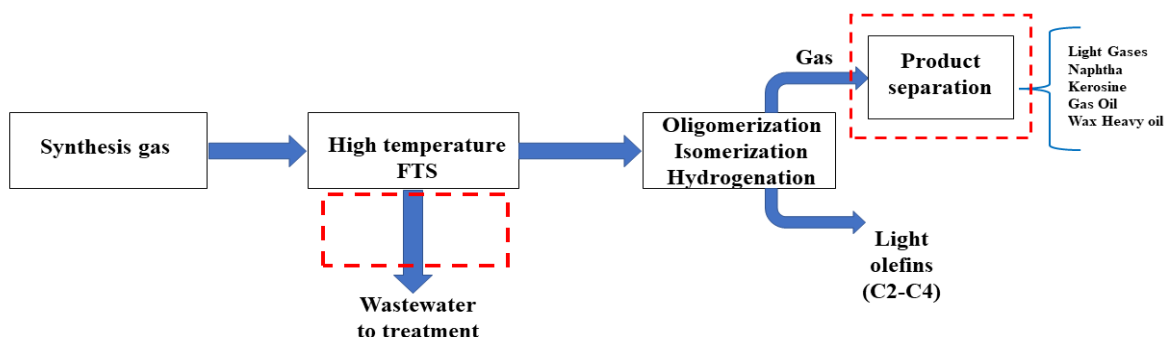 Synthesis gas
High temperature
FTS
Wastewater
to treatment
Oligomerization
Isomerization
Hydrogenation
Gas
Product
separation
Light Gases
Naphtha
Kerosine
Gas Oil
Wax Heavy oil
Light
olefins
(C2-C4)